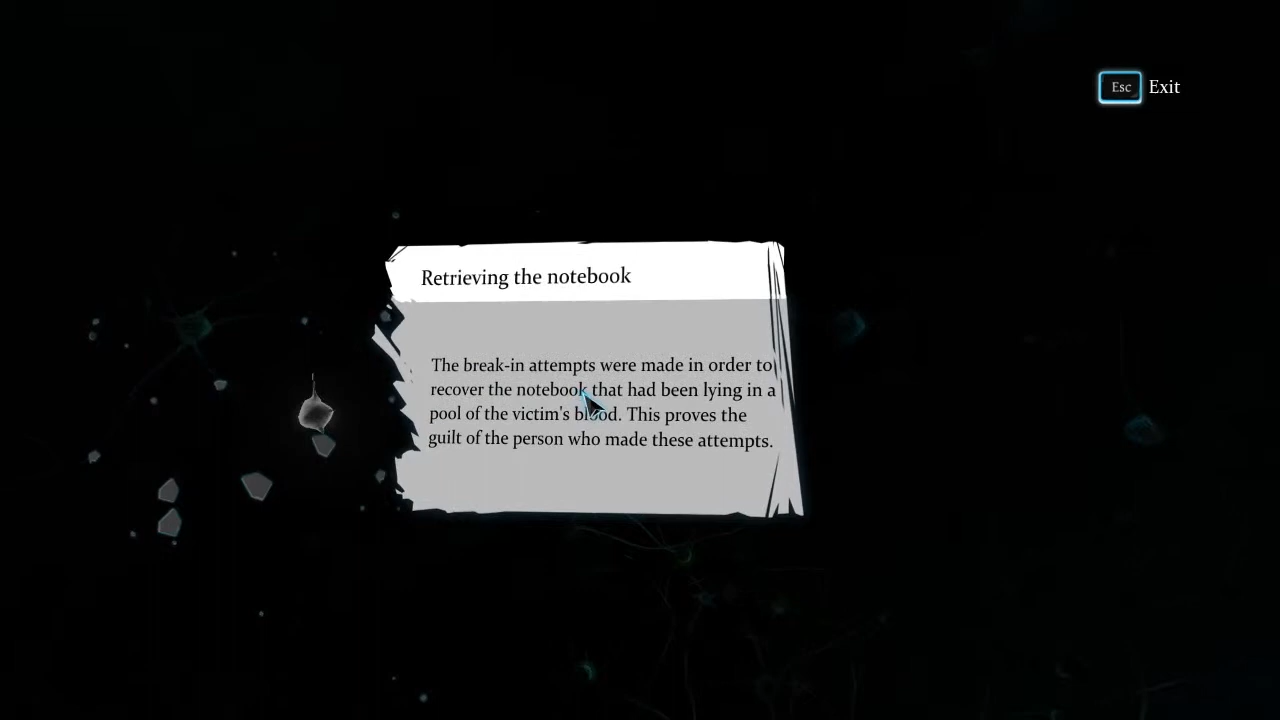 Esc Exit
Retrieving the notebook
The break-in attempts were made in order to
recover the notebook that had been lying in a
pool of the victim's blood. This proves the
guilt of the person who made these attempts.